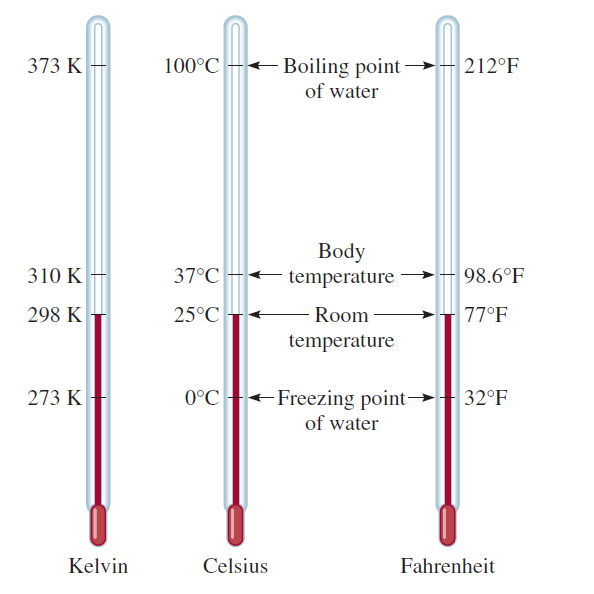 373 K
100°C
Boiling point
of water
212°F
310 K
37°C
Body
temperature
98.6°F
298 K
25°C
Room
temperature
77°F
273 K
0°C
Freezing point
of water
32°F
Kelvin
Celsius
Fahrenheit